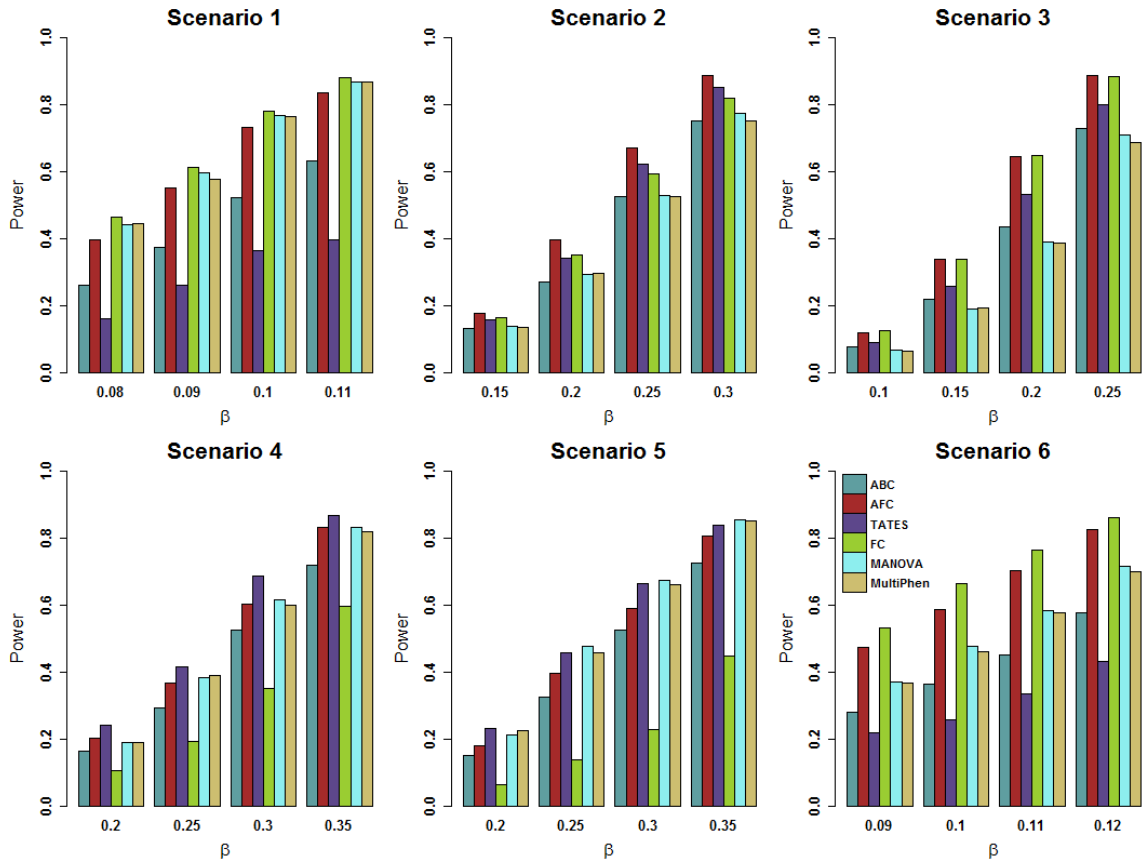 Scenario 1
Scenario 2
Scenario 3
Power
1.0
0.8
0.6
0.4
0.2
0.0
0.08 0.09 0.1 0.11
β
Power
1.0
0.8
0.6
0.4
0.2
0.0
0.15 0.2 0.25 0.3
β
Power
1.0
0.8
0.6
0.4
0.2
0.0
0.1 0.15 0.2 0.25
β
Scenario 4
Scenario 5
Scenario 6
Power
1.0
0.8
0.6
0.4
0.2
0.0
0.2 0.25 0.3 0.35
β
Power
1.0
0.8
0.6
0.4
0.2
0.0
0.2 0.25 0.3 0.35
β
Power
1.0
0.8
0.6
0.4
0.2
0.0
ABC
AFC
TATES
FC
MANOVA
MultiPhen
0.09 0.1 0.11 0.12
β